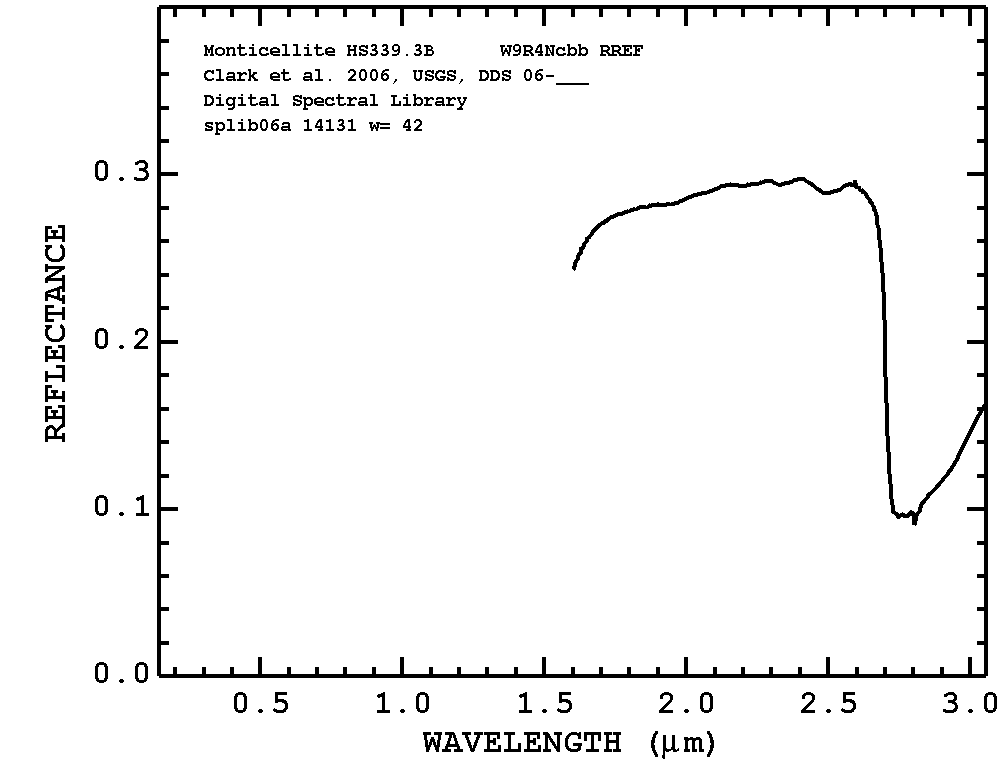 Monticellite HS339.3B W9R4Ncbb RREF
Clark et al. 2006, USGS, DDS 06-___
Digital Spectral Library
splib06a 14131 w= 42
REFLECTANCE
0.3
0.2
0.1
0.0
0.5 1.0 1.5 2.0 2.5 3.0
WAVELENGTH (μm)